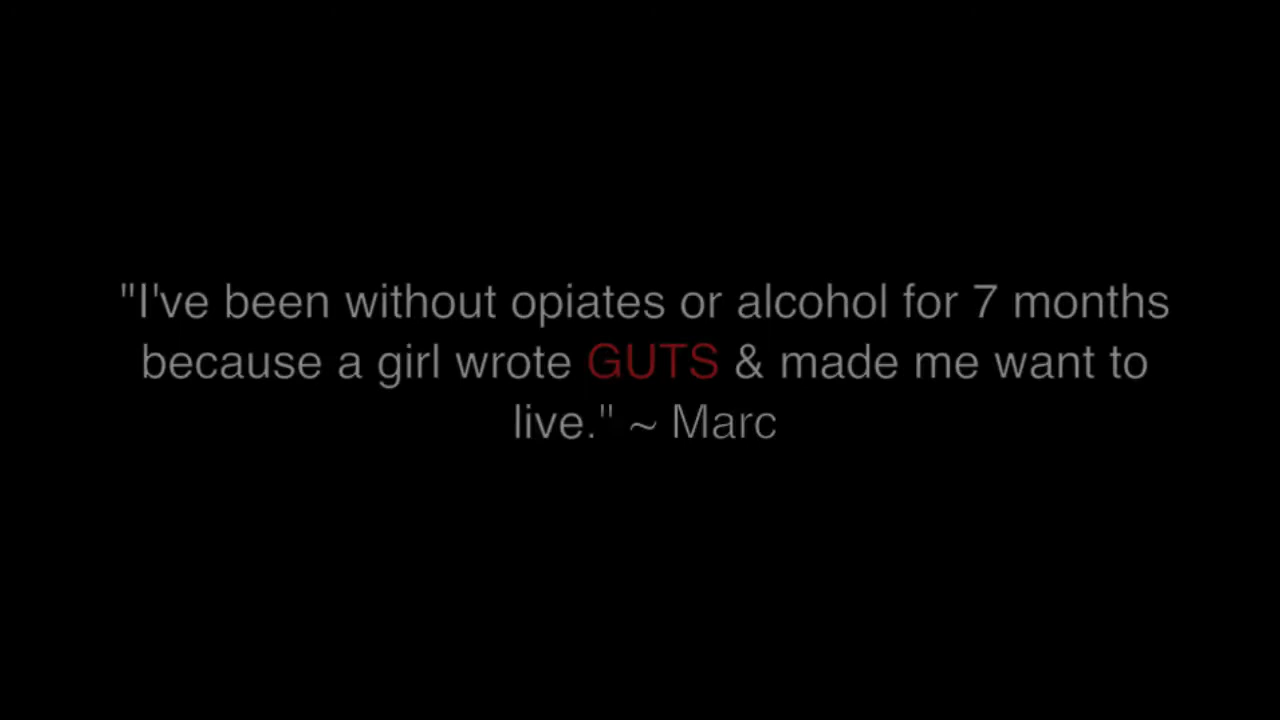 "I've been without opiates or alcohol for 7 months
because a girl wrote GUTS & made me want to
live." ~ Marc